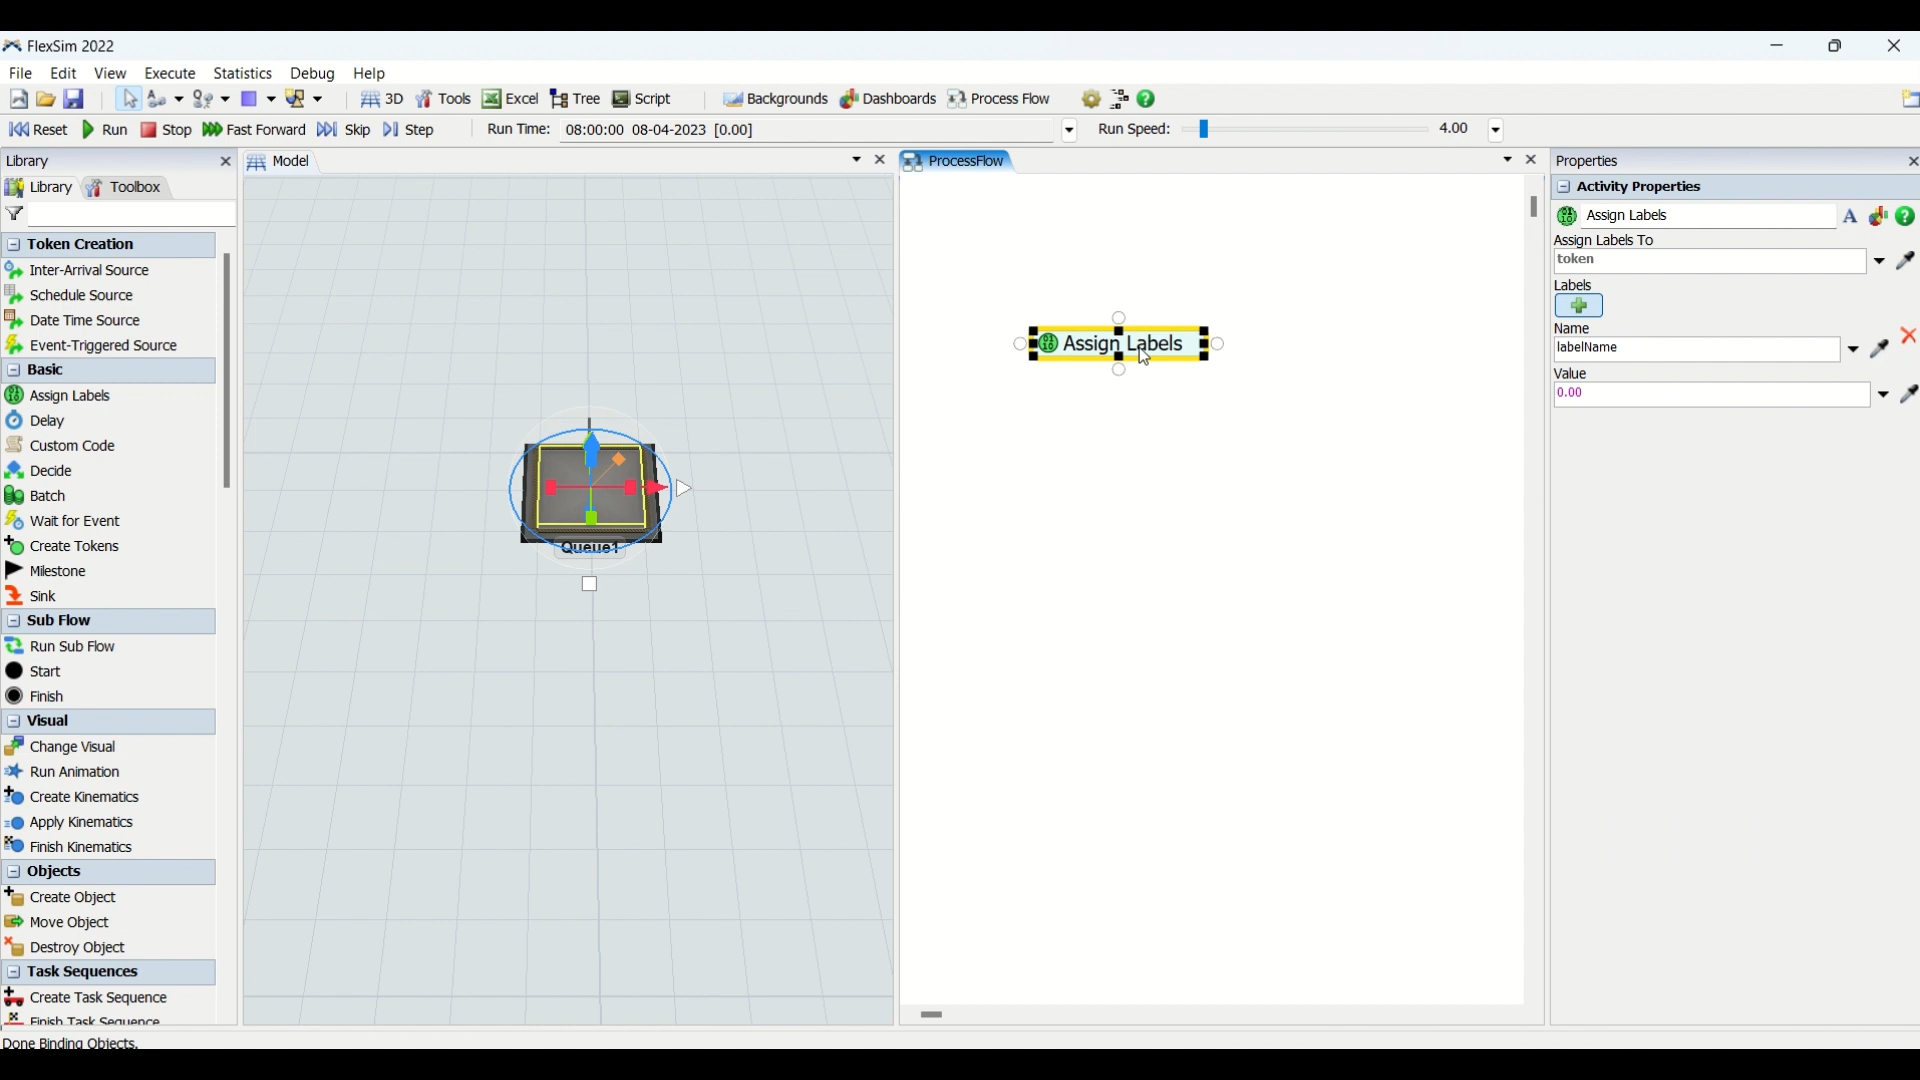 FlexSim 2022
File Edit View Execute Statistics Debug Help
3D Tools Excel Tree Script Backgrounds Dashboards Process Flow
Reset Run Stop Fast Forward Skip Step Run Time: 08:00:00 08-04-2023 [0.00] Run Speed: 4.00
Library Model ProcessFlow Properties
Library Toolbox
Activity Properties
Assign Labels
Assign Labels To
token
Labels
Name
labelName
Value
0.00
Token Creation
Inter-Arrival Source
Schedule Source
Date Time Source
Event-Triggered Source
Basic
Assign Labels
Delay
Custom Code
Decide
Batch
Wait for Event
Create Tokens
Milestone
Sink
Sub Flow
Run Sub Flow
Start
Finish
Visual
Change Visual
Run Animation
Create Kinematics
Apply Kinematics
Finish Kinematics
Objects
Create Object
Move Object
Destroy Object
Task Sequences
Create Task Sequence
Finish Task Sequence
Queue1
Assign Labels
Done Binding Objects.